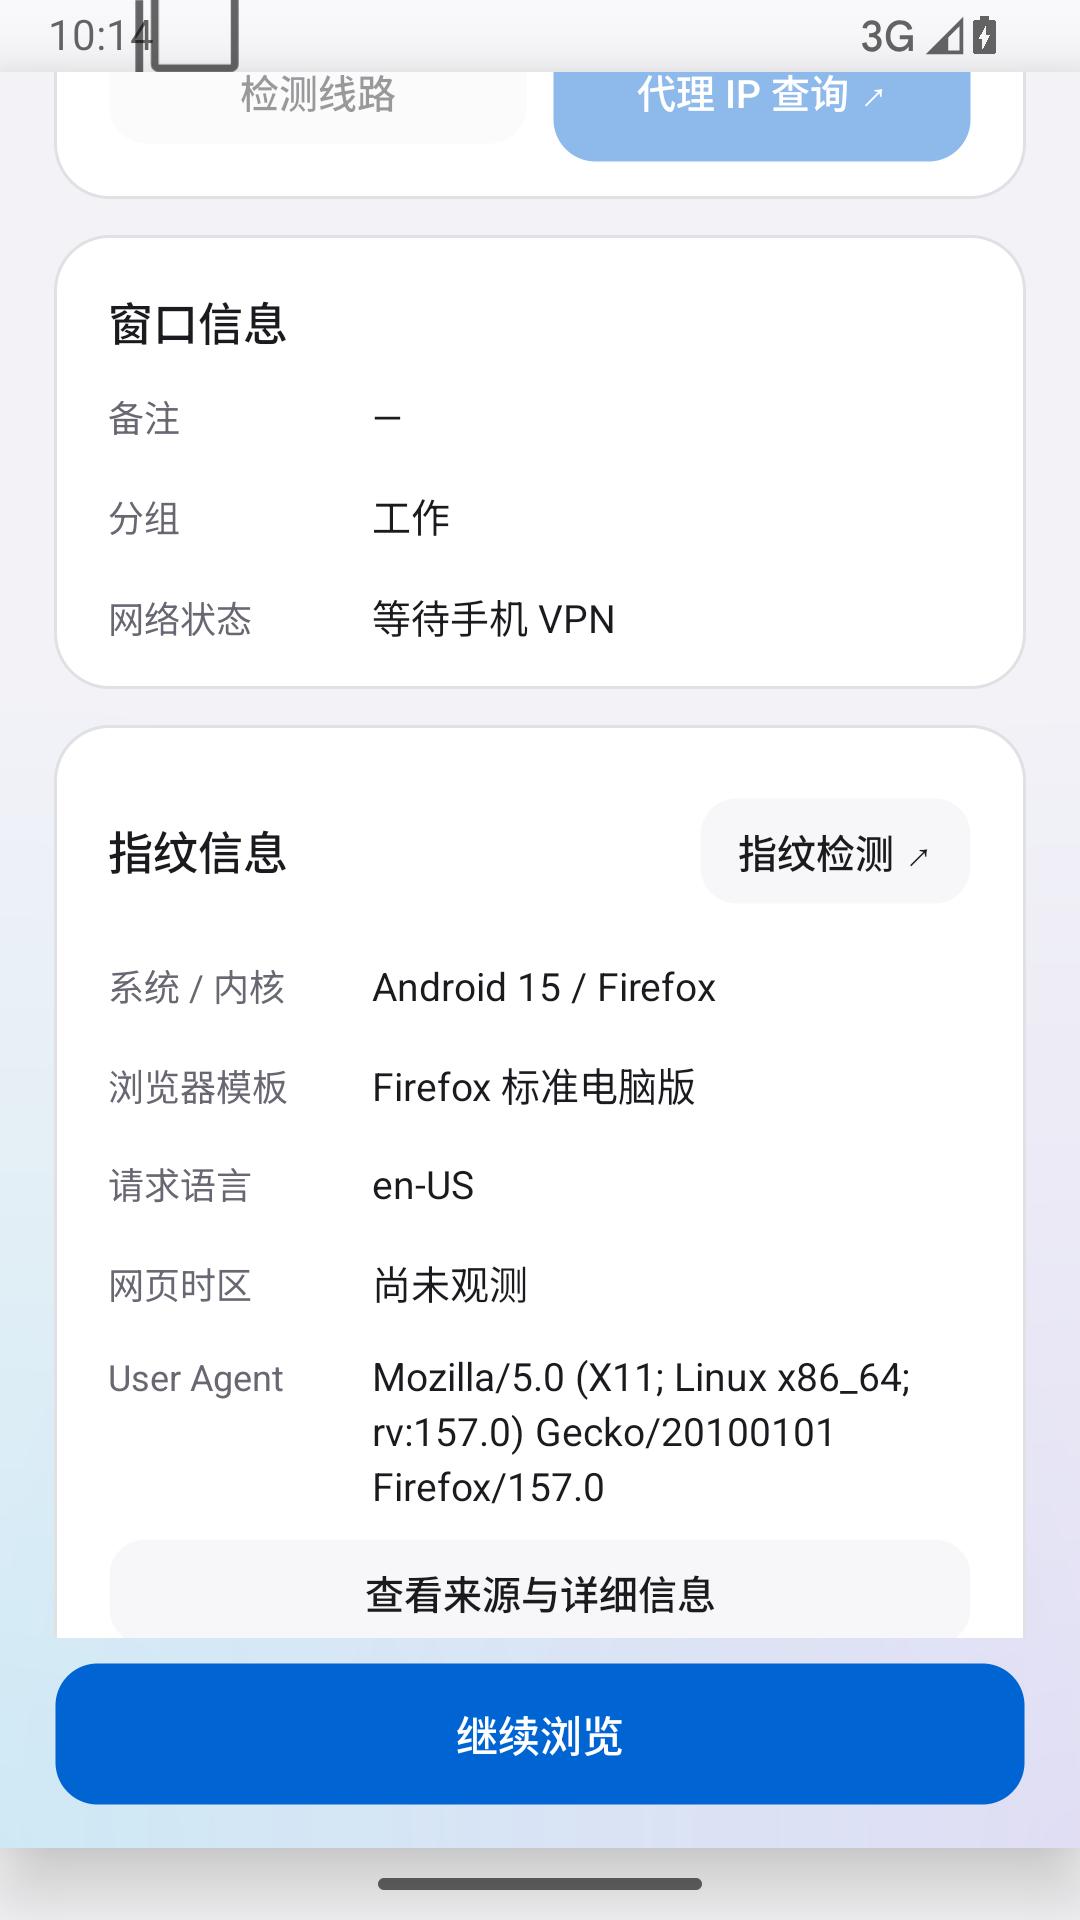 10:14
3G
检测线路
代理 IP 查询 ↗
窗口信息
备注 —
分组 工作
网络状态 等待手机 VPN
指纹信息
指纹检测 ↗
系统 / 内核 Android 15 / Firefox
浏览器模板 Firefox 标准电脑版
请求语言 en-US
网页时区 尚未观测
User Agent Mozilla/5.0 (X11; Linux x86_64;
rv:157.0) Gecko/20100101
Firefox/157.0
查看来源与详细信息
继续浏览